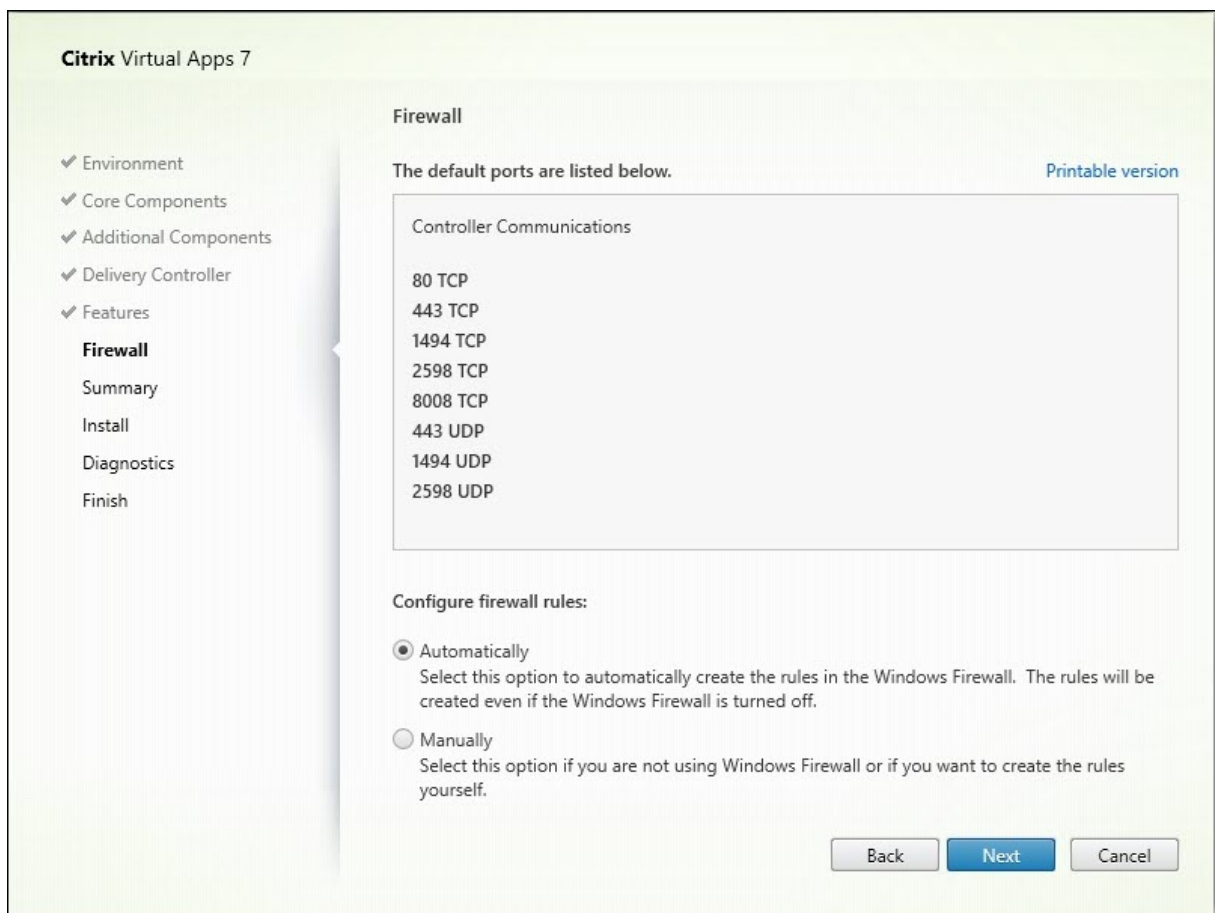 Citrix Virtual Apps 7
Environment
Core Components
Additional Components
Delivery Controller
Features
Firewall
Summary
Install
Diagnostics
Finish
Firewall
The default ports are listed below.
Printable version
Controller Communications
80 TCP
443 TCP
1494 TCP
2598 TCP
8008 TCP
443 UDP
1494 UDP
2598 UDP
Configure firewall rules:
Automatically
Select this option to automatically create the rules in the Windows Firewall. The rules will be
created even if the Windows Firewall is turned off.
Manually
Select this option if you are not using Windows Firewall or if you want to create the rules
yourself.
Back
Next
Cancel